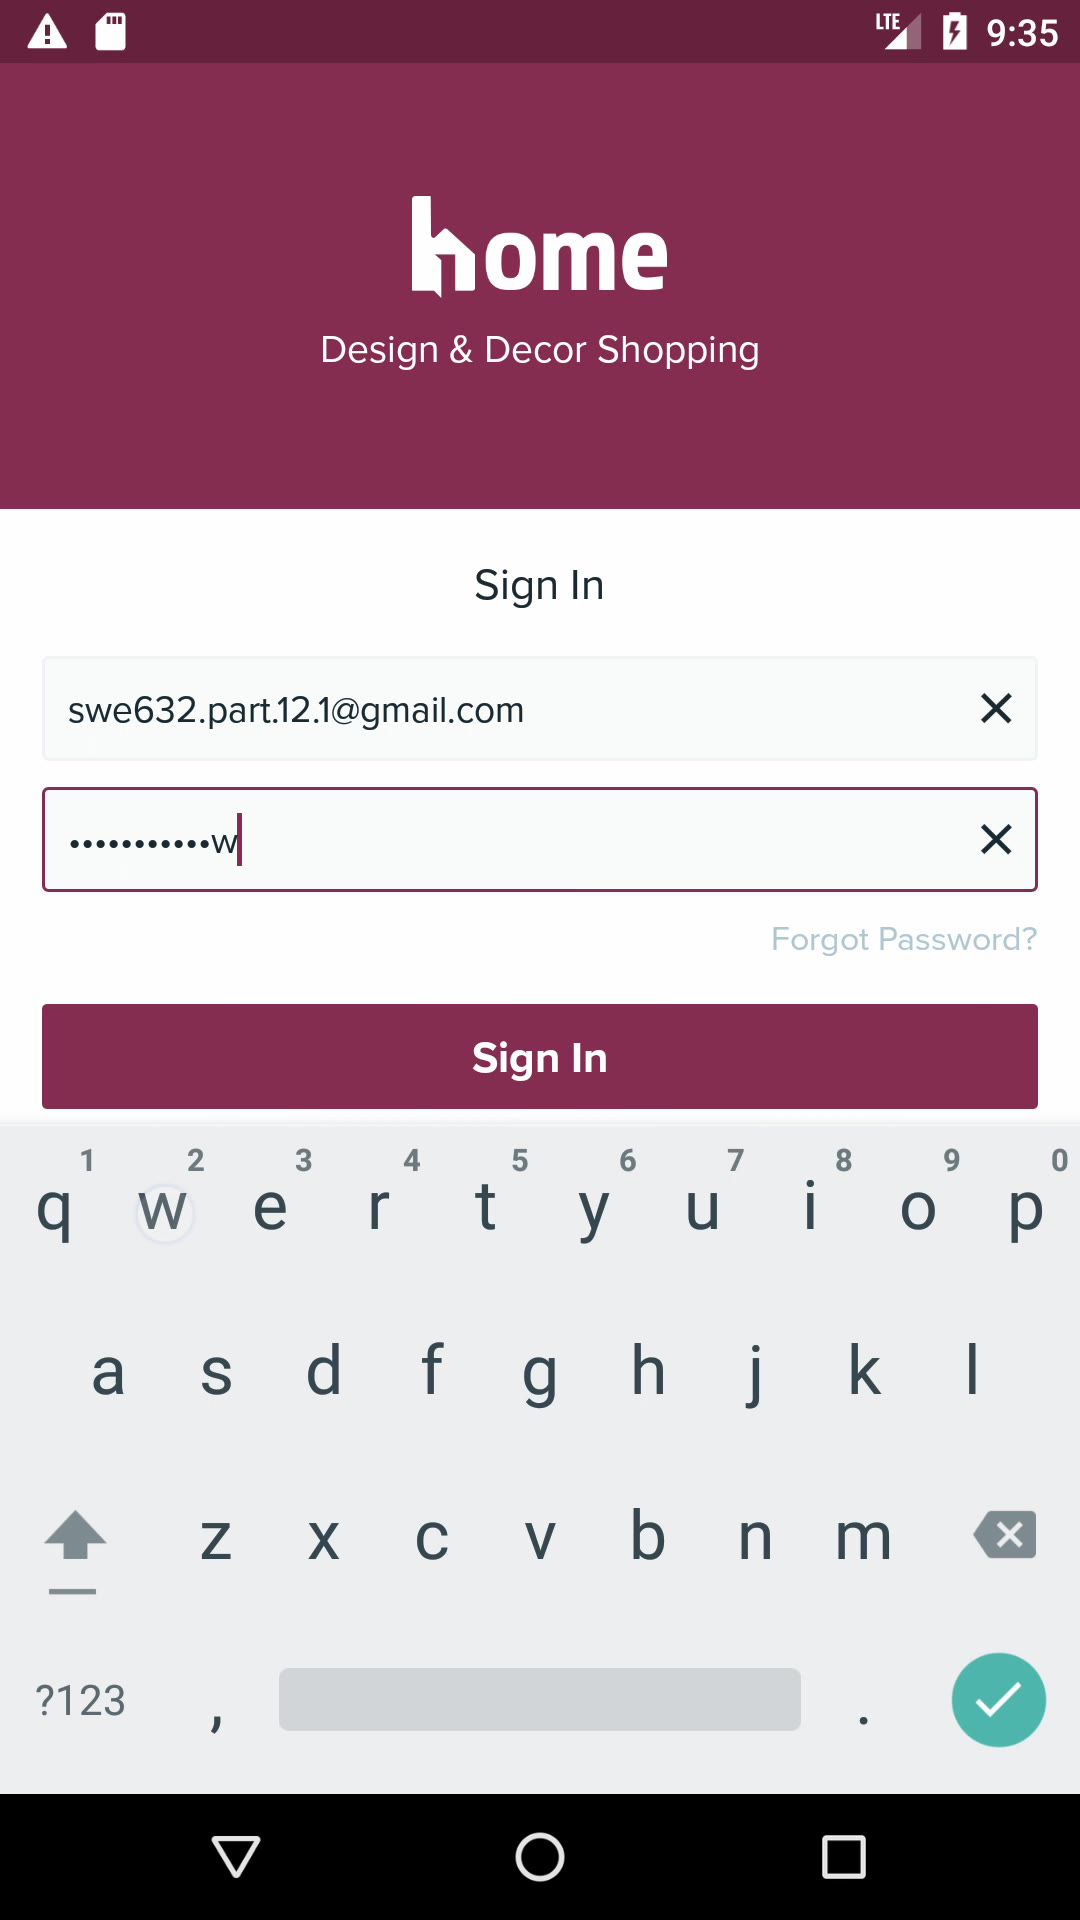 LTE 9:35
home
Design & Decor Shopping
Sign In
swe632.part.12.1@gmail.com
•••••••••••w
Forgot Password?
Sign In
1 2 3 4 5 6 7 8 9 0
q w e r t y u i o p
a s d f g h j k l
z x c v b n m
?123 , .